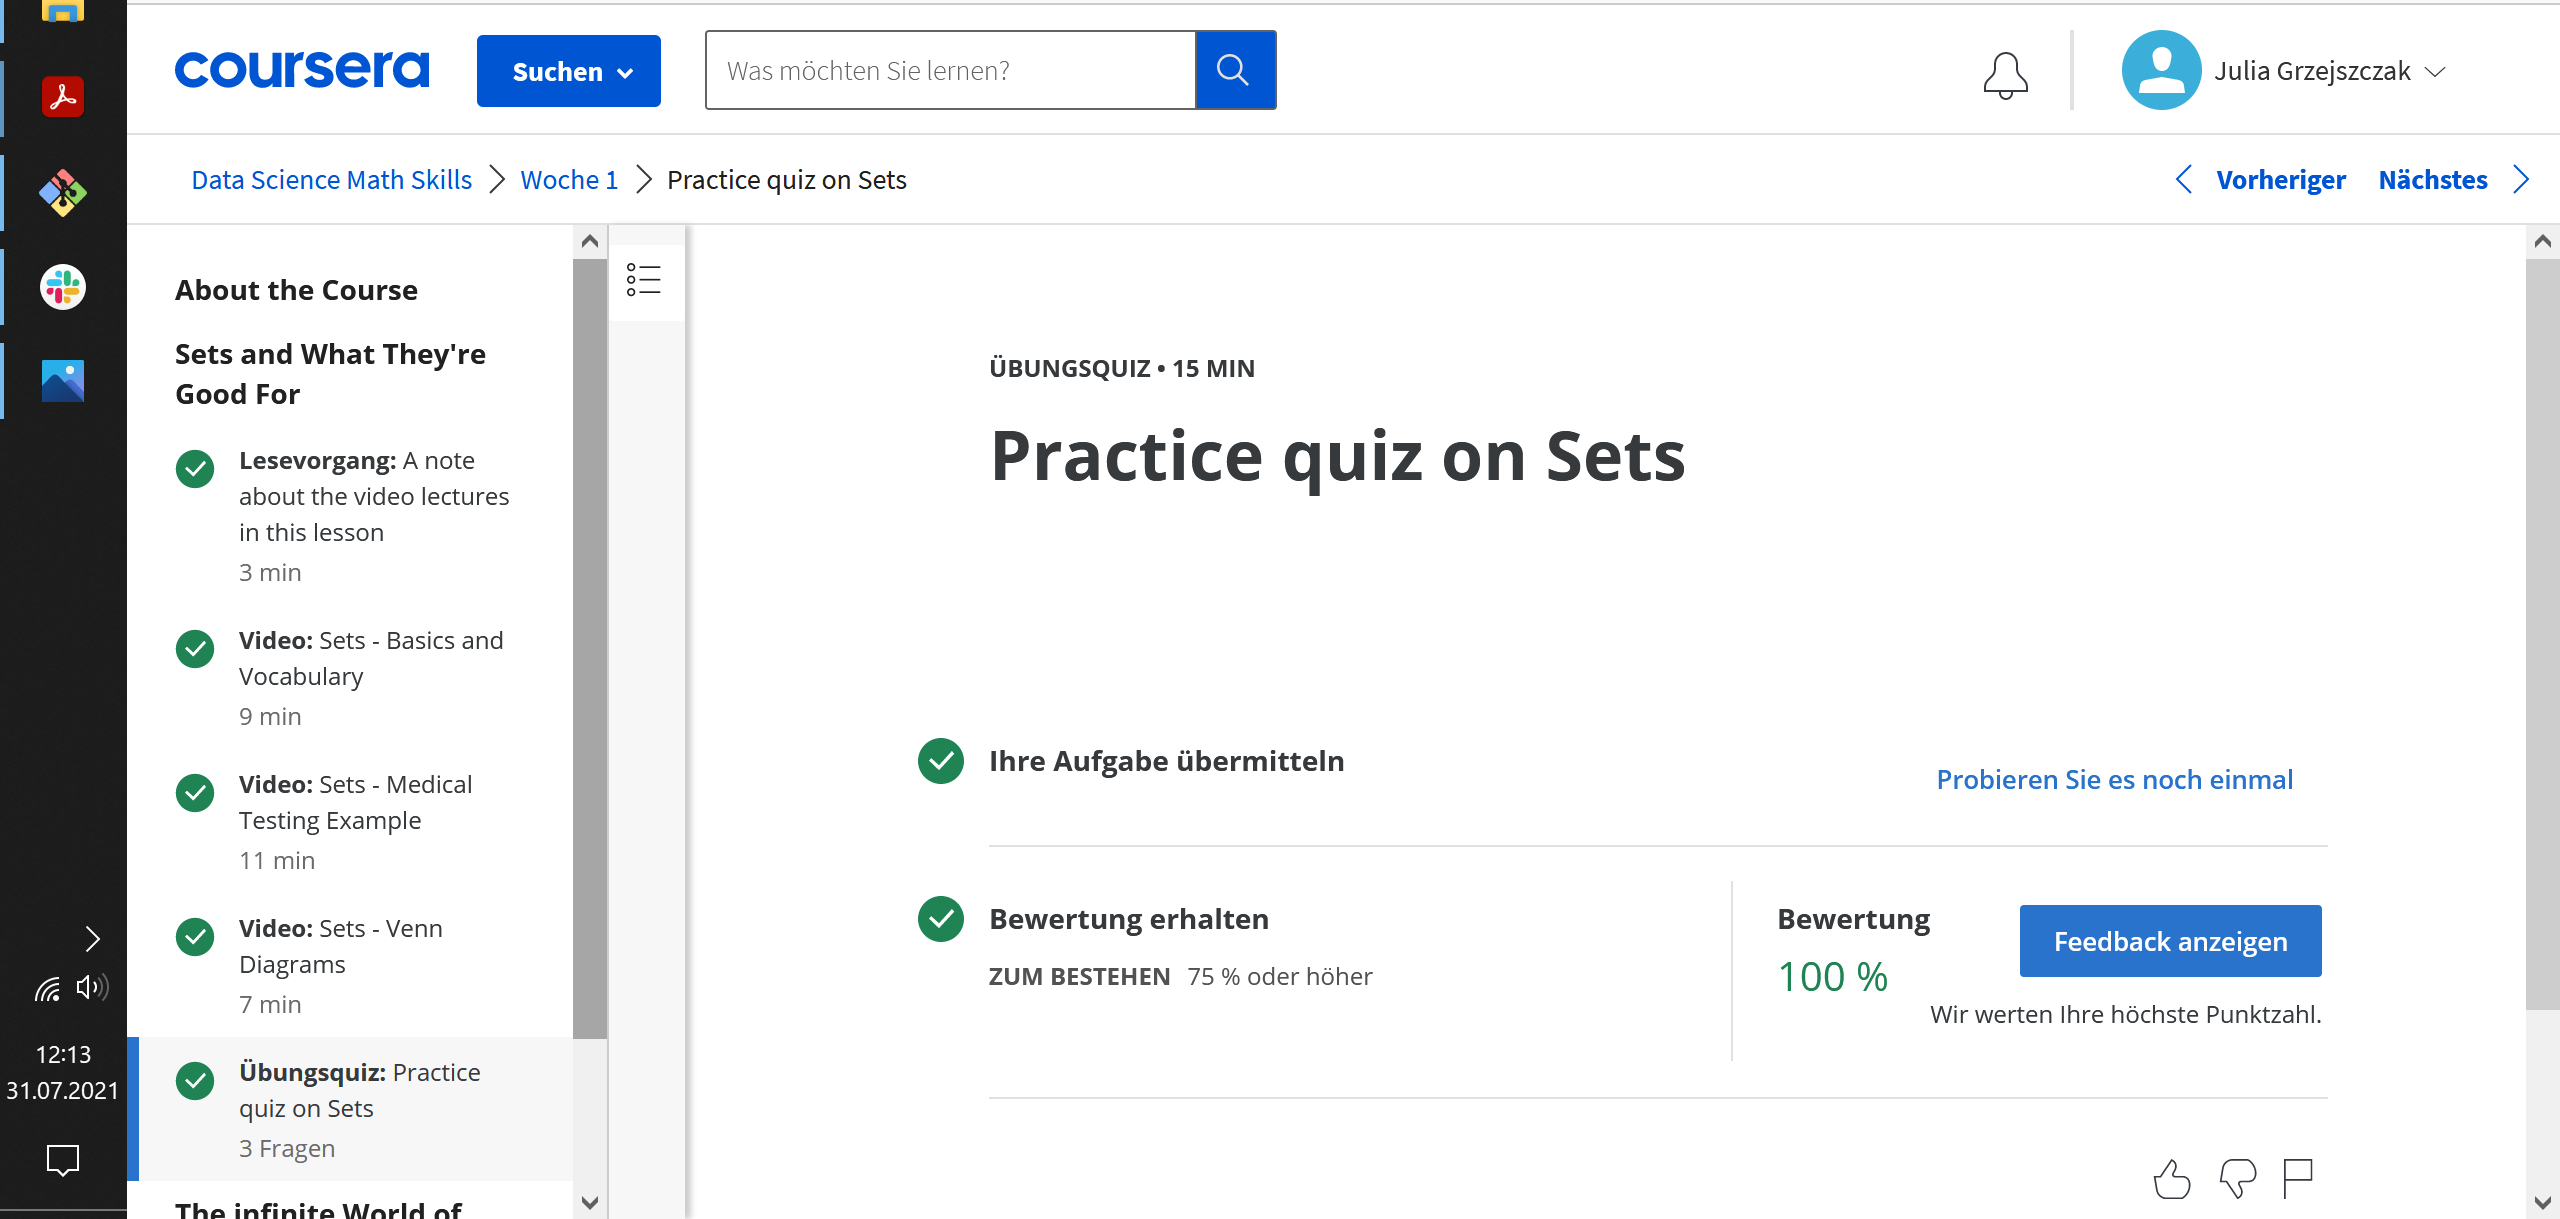 coursera
Suchen
Was möchten Sie lernen?
Julia Grzejszczak
Data Science Math Skills
Woche 1
Practice quiz on Sets
Vorheriger
Nächstes
About the Course
Sets and What They're
Good For
Lesevorgang: A note
about the video lectures
in this lesson
3 min
Video: Sets - Basics and
Vocabulary
9 min
Video: Sets - Medical
Testing Example
11 min
Video: Sets - Venn
Diagrams
7 min
Übungsquiz: Practice
quiz on Sets
3 Fragen
The infinite World of
ÜBUNGSQUIZ • 15 MIN
Practice quiz on Sets
Ihre Aufgabe übermitteln
Probieren Sie es noch einmal
Bewertung erhalten
ZUM BESTEHEN 75 % oder höher
Bewertung
100 %
Feedback anzeigen
Wir werten Ihre höchste Punktzahl.
12:13
31.07.2021